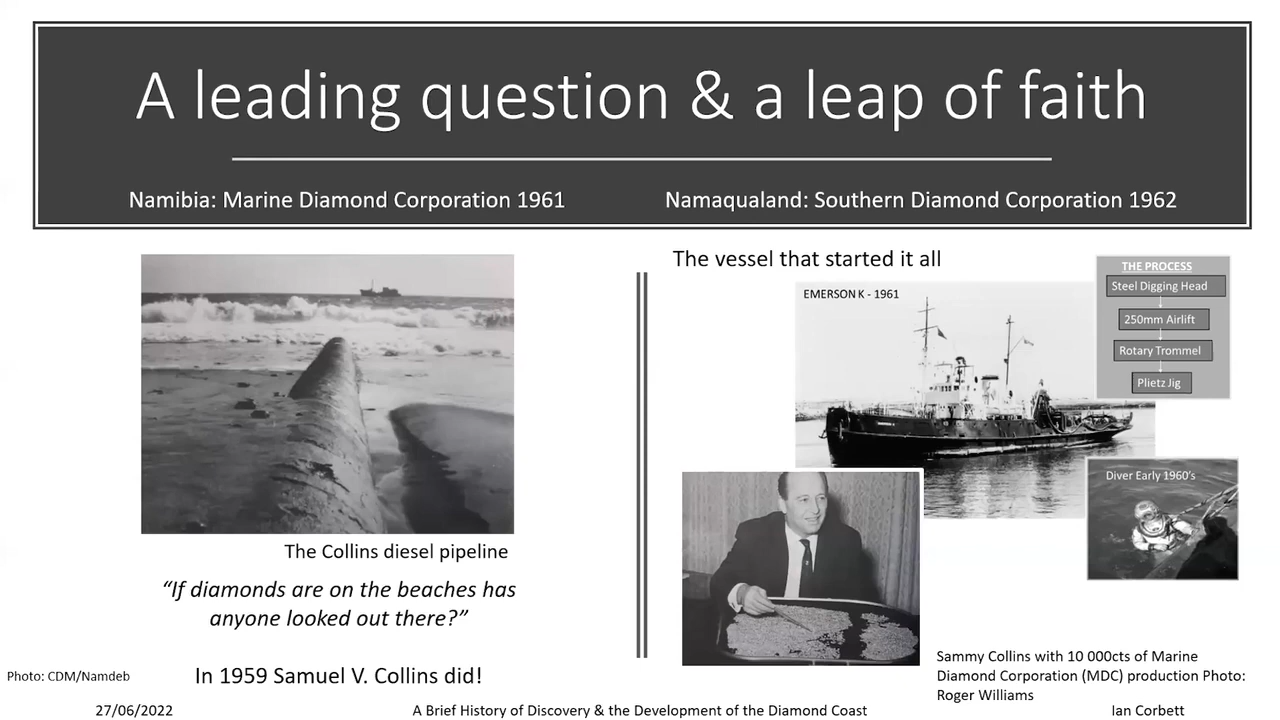 A leading question & a leap of faith
Namibia: Marine Diamond Corporation 1961
Namaqualand: Southern Diamond Corporation 1962
The Collins diesel pipeline
“If diamonds are on the beaches has
anyone looked out there?”
In 1959 Samuel V. Collins did!
Photo: CDM/Namdeb
The vessel that started it all
EMERSON K - 1961
THE PROCESS
Steel Digging Head
250mm Airlift
Rotary Trommel
Plietz Jig
Diver Early 1960's
Sammy Collins with 10 000cts of Marine
Diamond Corporation (MDC) production Photo:
Roger Williams
27/06/2022
A Brief History of Discovery & the Development of the Diamond Coast
Ian Corbett